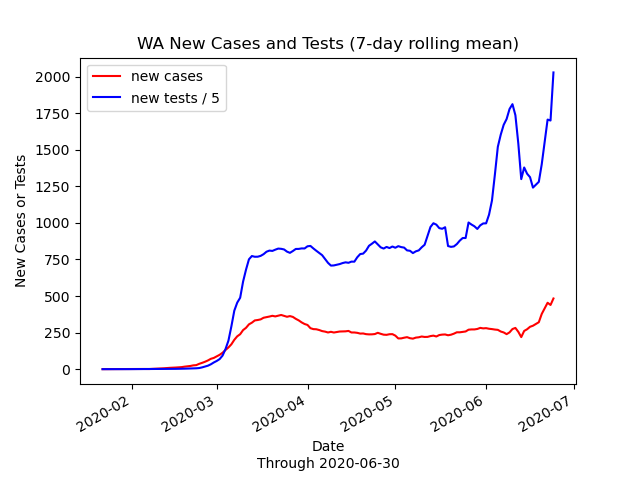 WA New Cases and Tests (7-day rolling mean)
new cases
new tests / 5
New Cases or Tests
2000
1750
1500
1250
1000
750
500
250
0
2020-02
2020-03
2020-04
2020-05
2020-06
2020-07
Date
Through 2020-06-30